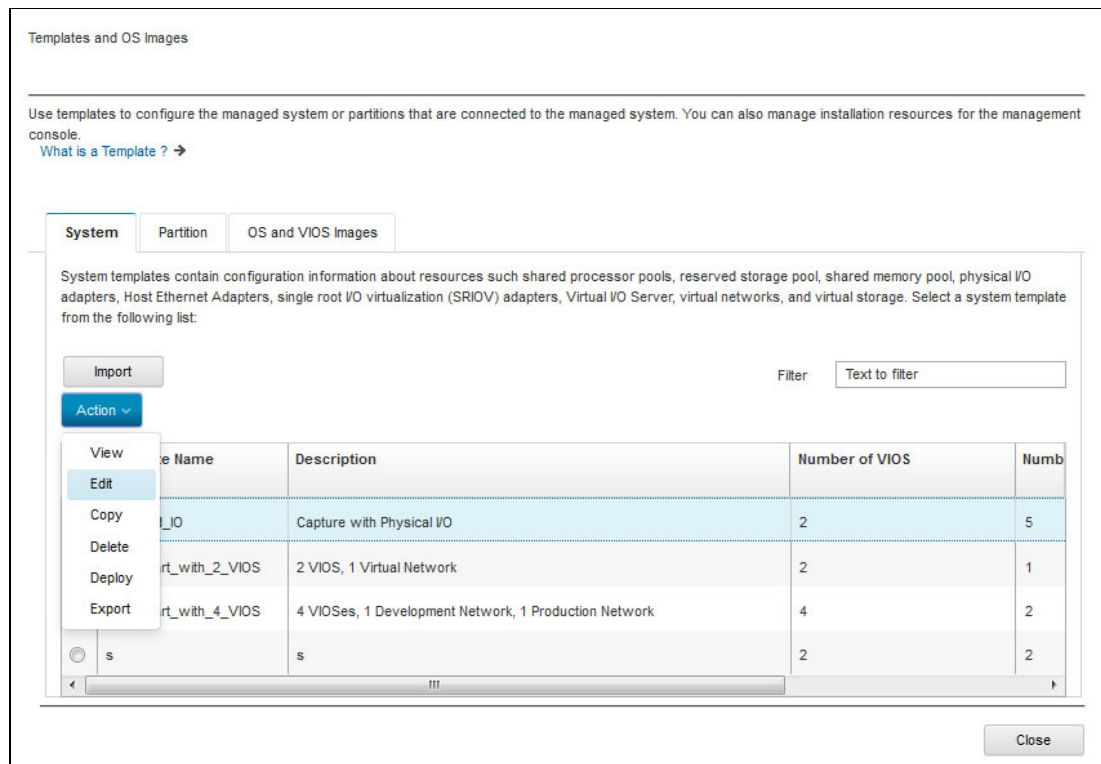 Templates and OS Images
Use templates to configure the managed system or partitions that are connected to the managed system. You can also manage installation resources for the management
console.
What is a Template ? →
System Partition OS and VIOS Images
System templates contain configuration information about resources such shared processor pools, reserved storage pool, shared memory pool, physical I/O
adapters, Host Ethernet Adapters, single root I/O virtualization (SRIOV) adapters, Virtual I/O Server, virtual networks, and virtual storage. Select a system template
from the following list:
Import Filter Text to filter
Action
View
Edit
Copy
Delete
Deploy
Export
e Name Description Number of VIOS Numb
_IO Capture with Physical I/O 2 5
rt_with_2_VIOS 2 VIOS, 1 Virtual Network 2 1
rt_with_4_VIOS 4 VIOSes, 1 Development Network, 1 Production Network 4 2
s s 2 2
Close